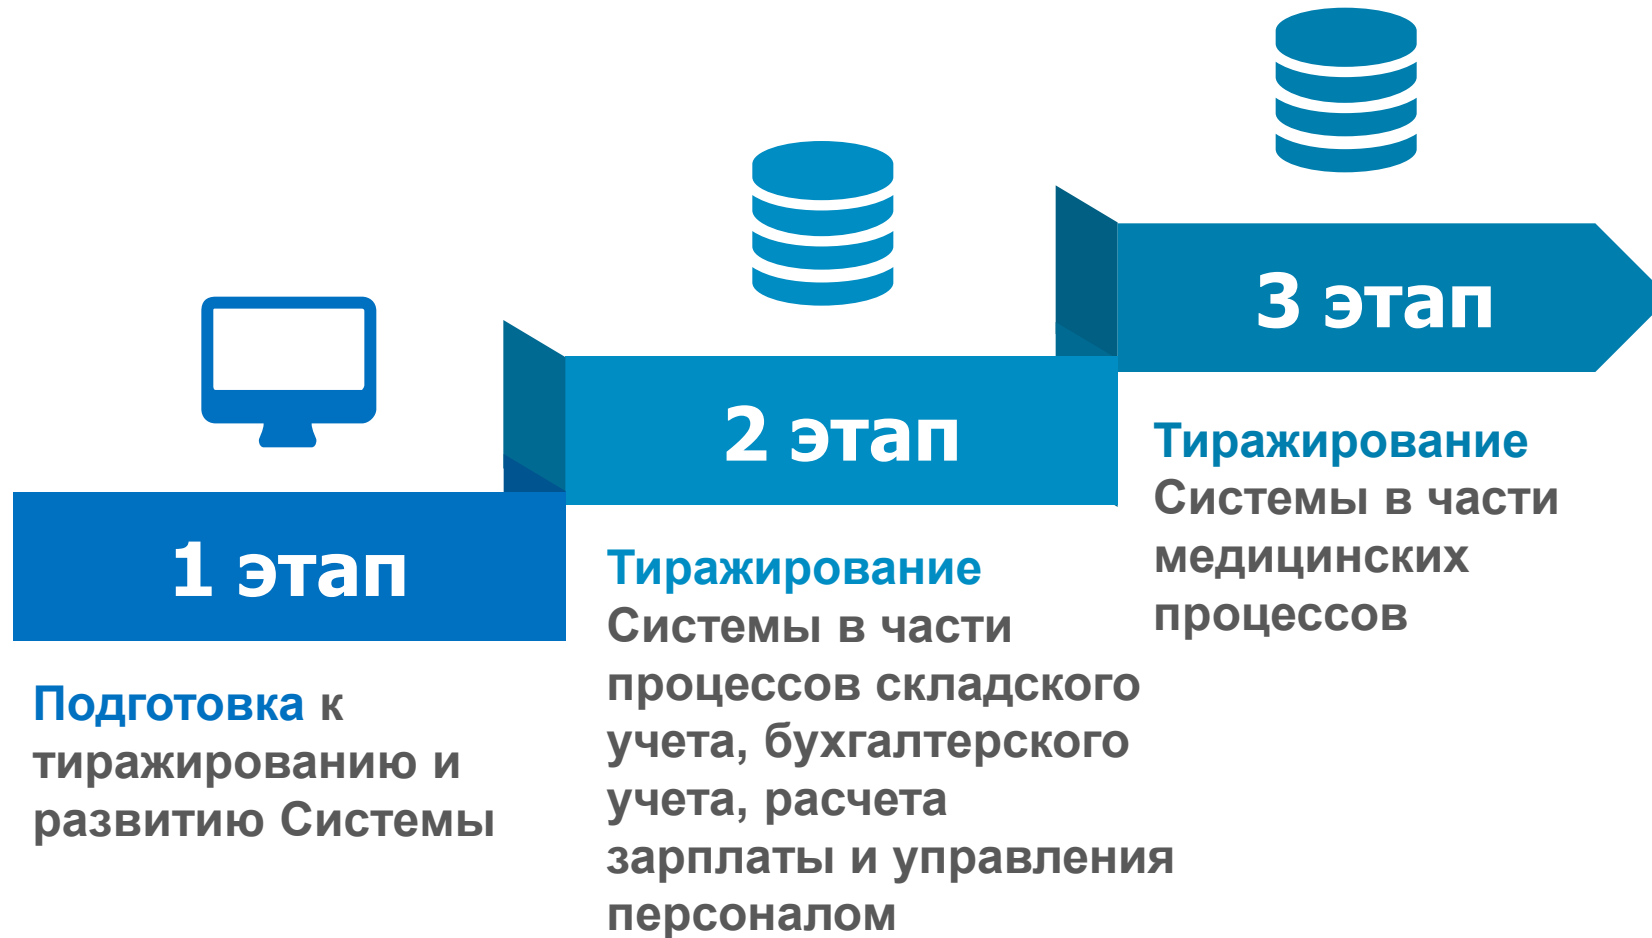 1 этап
Подготовка к
тиражированию и
развитию Системы
2 этап
Тиражирование
Системы в части
процессов складского
учета, бухгалтерского
учета, расчета
зарплаты и управления
персоналом
3 этап
Тиражирование
Системы в части
медицинских
процессов